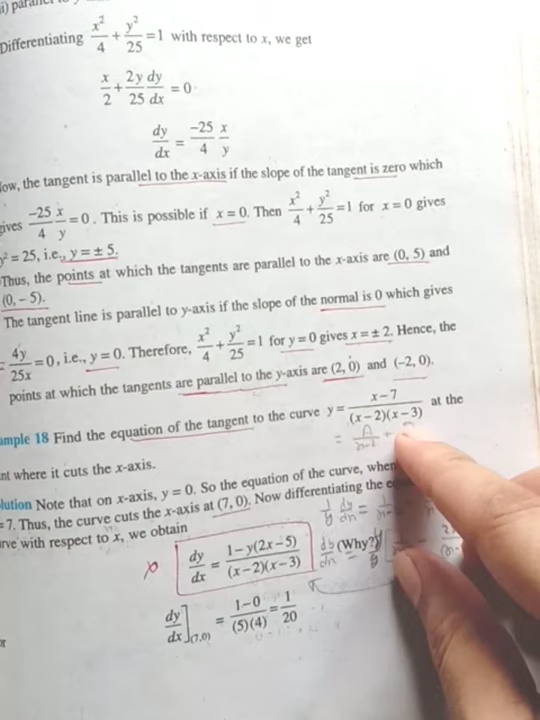 ii)
Differentiating x²/4 + y²/25 = 1 with respect to x, we get
x/2 + 2y/25 dy/dx = 0
dy/dx = -25/4 x/y
ow, the tangent is parallel to the x-axis if the slope of the tangent is zero which
gives -25/4 x/y = 0. This is possible if x = 0. Then x²/4 + y²/25 = 1 for x = 0 gives
y² = 25, i.e., y = ± 5.
Thus, the points at which the tangents are parallel to the x-axis are (0, 5) and
(0, – 5).
The tangent line is parallel to y-axis if the slope of the normal is 0 which gives
4y/25x = 0, i.e., y = 0. Therefore, x²/4 + y²/25 = 1 for y = 0 gives x = ± 2. Hence, the
points at which the tangents are parallel to the y-axis are (2, 0) and (–2, 0).
ample 18 Find the equation of the tangent to the curve y = x – 7/(x – 2)(x – 3) at the
= A/x-2 +
nt where it cuts the x-axis.
lution Note that on x-axis, y = 0. So the equation of the curve, when
= 7. Thus, the curve cuts the x-axis at (7, 0). Now differentiating the
rve with respect to x, we obtain
1/y dy/dx =
dy/dx = 1 – y(2x – 5)/(x – 2)(x – 3) (Why?)
dy/dx](7,0) = 1 – 0/(5)(4) = 1/20